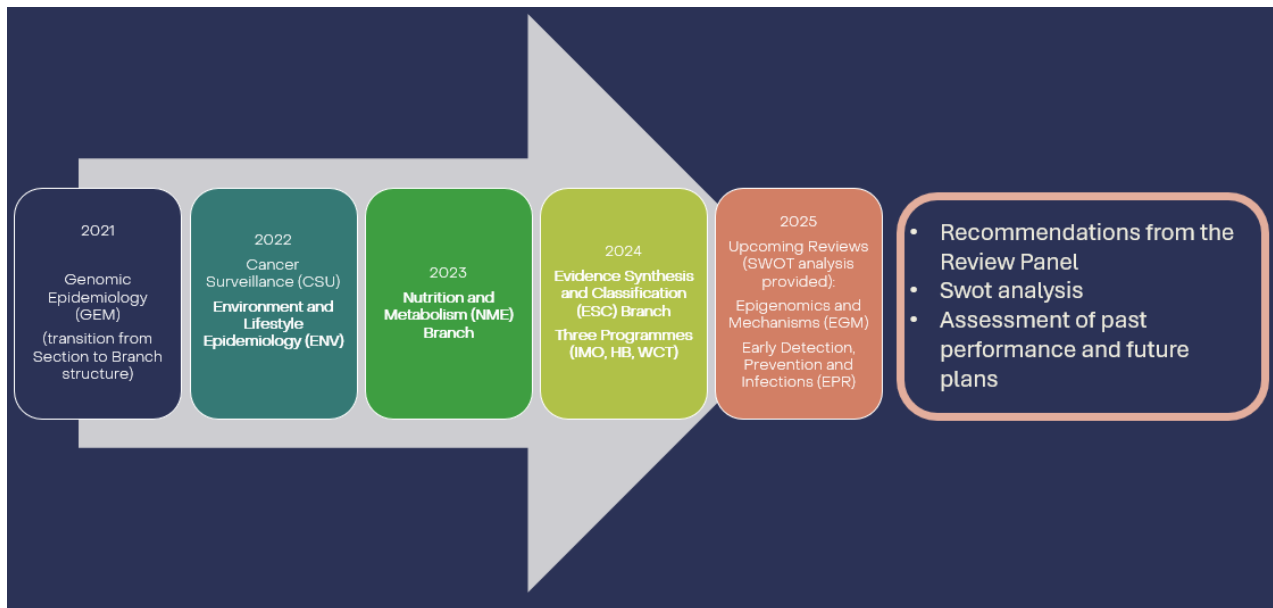 2021
Genomic
Epidemiology
(GEM)
(transition from
Section to Branch
structure)
2022
Cancer
Surveillance (CSU)
Environment and
Lifestyle
Epidemiology (ENV)
2023
Nutrition and
Metabolism (NME)
Branch
2024
Evidence Synthesis
and Classification
(ESC) Branch
Three Programmes
(IMO, HB, WCT)
2025
Upcoming Reviews
(SWOT analysis
provided):
Epigenomics and
Mechanisms (EGM)
Early Detection,
Prevention and
Infections (EPR)
• Recommendations from the
Review Panel
• Swot analysis
• Assessment of past
performance and future
plans